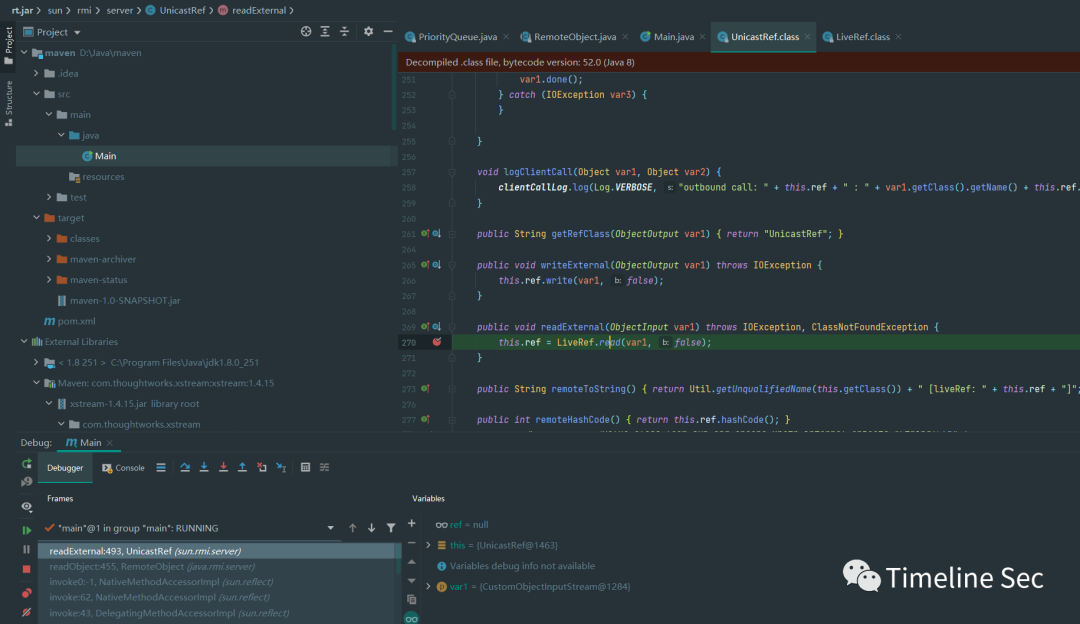 rt.jar › sun › rmi › server › UnicastRef › readExternal ›
Project
Structure
Project
maven D:\Java\maven
.idea
src
main
java
Main
resources
test
target
classes
maven-archiver
maven-status
maven-1.0-SNAPSHOT.jar
pom.xml
External Libraries
< 1.8 251 > C:\Program Files\Java\jdk1.8.0_251
Maven: com.thoughtworks.xstream:xstream:1.4.15
xstream-1.4.15.jar library root
com.thoughtworks.xstream
PriorityQueue.java
RemoteObject.java
Main.java
UnicastRef.class
LiveRef.class
Decompiled .class file, bytecode version: 52.0 (Java 8)
251 var1.done();
252 } catch (IOException var3) {
253 }
254
255 }
256
257 void logClientCall(Object var1, Object var2) {
258 clientCallLog.log(Log.VERBOSE, s: "outbound call: " + this.ref + " : " + var1.getClass().getName() + this.ref.
259 }
260
261 public String getRefClass(ObjectOutput var1) { return "UnicastRef"; }
264
265 public void writeExternal(ObjectOutput var1) throws IOException {
266 this.ref.write(var1, b: false);
267 }
268
269 public void readExternal(ObjectInput var1) throws IOException, ClassNotFoundException {
270 this.ref = LiveRef.read(var1, b: false);
271 }
272
273 public String remoteToString() { return Util.getUnqualifiedName(this.getClass()) + " [liveRef: " + this.ref + "]";
276
277 public int remoteHashCode() { return this.ref.hashCode(); }
Debug: Main
Debugger
Console
Frames
"main"@1 in group "main": RUNNING
readExternal:493, UnicastRef (sun.rmi.server)
readObject:455, RemoteObject (java.rmi.server)
invoke0:-1, NativeMethodAccessorImpl (sun.reflect)
invoke:62, NativeMethodAccessorImpl (sun.reflect)
invoke:43, DelegatingMethodAccessorImpl (sun.reflect)
Variables
ref = null
this = {UnicastRef@1463}
Variables debug info not available
var1 = {CustomObjectInputStream@1284}
Timeline Sec